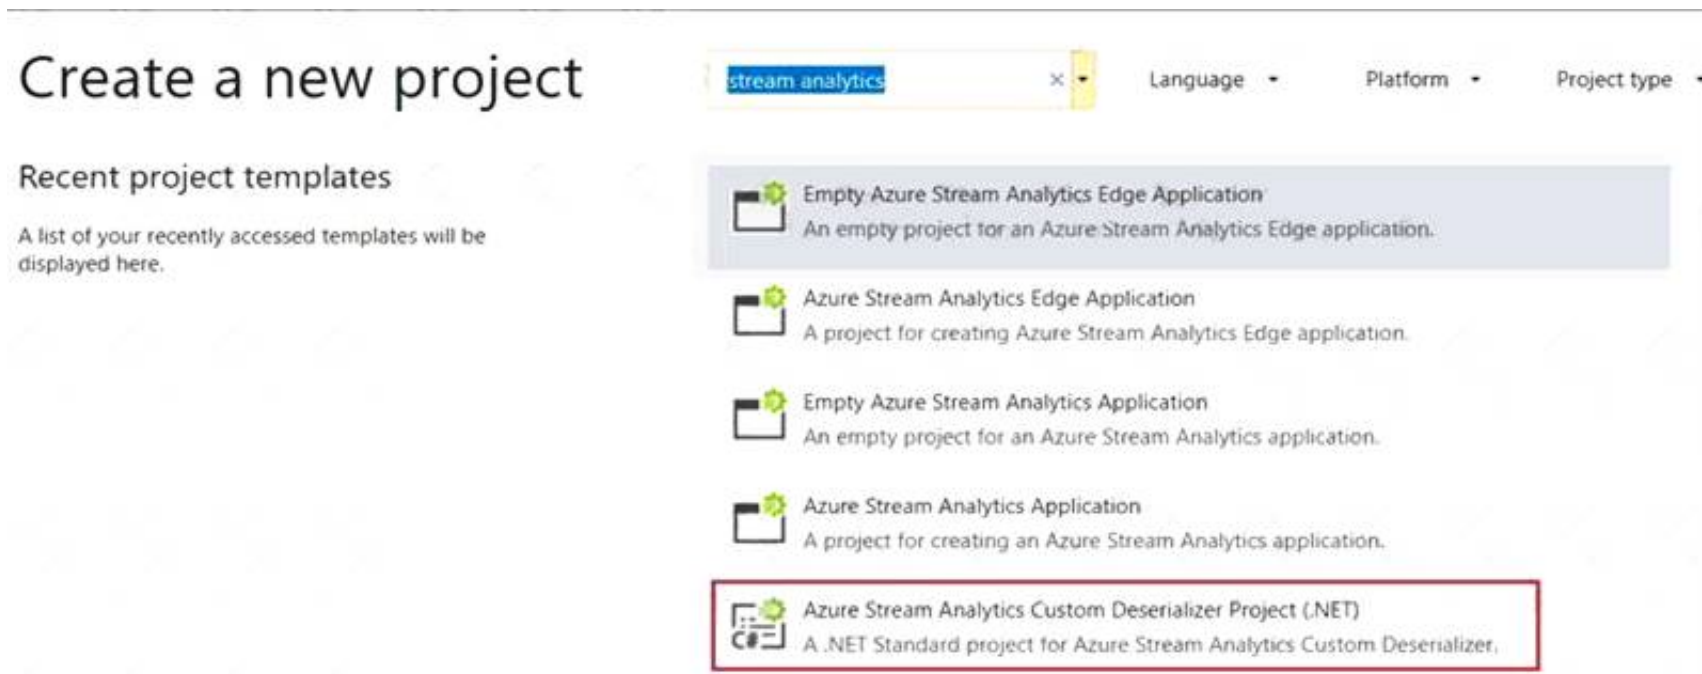 Create a new project
stream analytics
Language
Platform
Project type
Recent project templates
A list of your recently accessed templates will be
displayed here.
Empty Azure Stream Analytics Edge Application
An empty project for an Azure Stream Analytics Edge application.
Azure Stream Analytics Edge Application
A project for creating Azure Stream Analytics Edge application.
Empty Azure Stream Analytics Application
An empty project for an Azure Stream Analytics application.
Azure Stream Analytics Application
A project for creating an Azure Stream Analytics application.
C#
Azure Stream Analytics Custom Deserializer Project (.NET)
A .NET Standard project for Azure Stream Analytics Custom Deserializer.